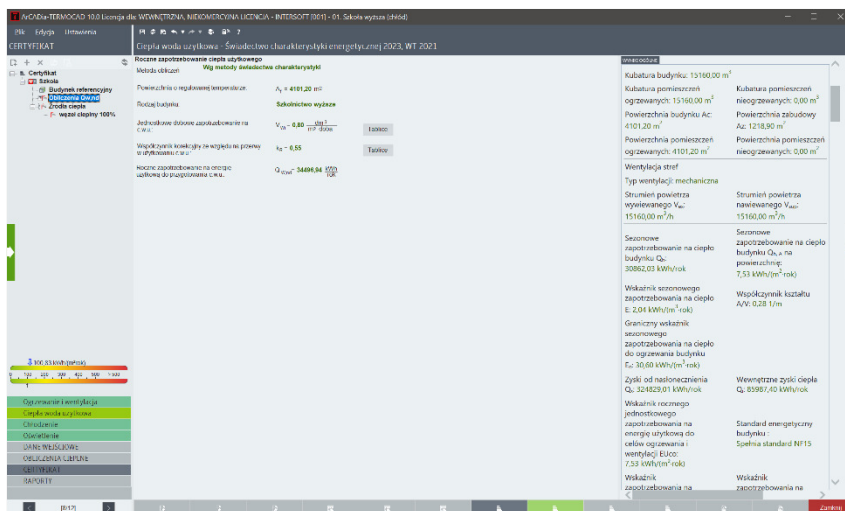 ArCADia-TERMOCAD 10.0 Licencja dla: WEWNĘTRZNA, NIEKOMERCYJNA LICENCJA - INTERSOFT [001] - 01. Szkoła wyższa (chłód)
Plik Edycja Ustawienia
CERTYFIKAT
Ciepła woda użytkowa - Świadectwo charakterystyki energetycznej 2023, WT 2021
Certyfikat
Szkoła
Budynek referencyjny
Obliczenia Qw,nd
Źródła ciepła
węzeł cieplny 100%
100,83 kWh/(m²rok)
Ogrzewanie i wentylacja
Ciepła woda użytkowa
Chłodzenie
Oświetlenie
DANE WEJŚCIOWE
OBLICZENIA CIEPLNE
CERTYFIKAT
RAPORTY
Roczne zapotrzebowanie ciepła użytkowego
Metoda obliczeń Wg metody świadectw charakterystyki
Powierzchnia o regulowanej temperaturze: Af = 4101,20 m²
Rodzaj budynku Szkolnictwo wyższe
Jednostkowe dobowe zapotrzebowanie na
c.w.u.: VWi = 0,80 dm³/m² doba Tablice
Współczynnik korekcyjny ze względu na przerwy
w użytkowaniu c.w.u.: kR = 0,55 Tablice
Roczne zapotrzebowanie na energię
użytkową do przygotowania c.w.u.: QW,nd = 34496,94 kWh/rok
Kubatura budynku: 15160,00 m³
Kubatura pomieszczeń
ogrzewanych: 15160,00 m³
Kubatura pomieszczeń
nieogrzewanych: 0,00 m³
Powierzchnia budynku Ac:
4101,20 m²
Powierzchnia zabudowy
Az: 1218,90 m²
Powierzchnia pomieszczeń
ogrzewanych: 4101,20 m²
Powierzchnia pomieszczeń
nieogrzewanych: 0,00 m²
Wentylacja stref
Typ wentylacji: mechaniczna
Strumień powietrza
wywiewanego Vex:
15160,00 m³/h
Strumień powietrza
nawiewanego Vsup:
15160,00 m³/h
Sezonowe
zapotrzebowanie na ciepło
budynku Qh:
30862,03 kWh/rok
Sezonowe
zapotrzebowanie na ciepło
budynku Qh, A na
powierzchnię:
7,53 kWh/(m²·rok)
Wskaźnik sezonowego
zapotrzebowania na ciepło
E: 2,04 kWh/(m³·rok)
Współczynnik kształtu
A/V: 0,28 1/m
Graniczny wskaźnik
sezonowego
zapotrzebowania na ciepło
do ogrzewania budynku
Eo: 30,60 kWh/(m³·rok)
Zyski od nasłonecznienia
Qs: 324829,01 kWh/rok
Wewnętrzne zyski ciepła
Qi: 85987,40 kWh/rok
Wskaźnik rocznego
jednostkowego
zapotrzebowania na
energię użytkową do
celów ogrzewania i
wentylacji EUco:
7,53 kWh/(m²·rok)
Standard energetyczny
budynku :
Spełnia standard NF15
Wskaźnik
zapotrzebowania na
Wskaźnik
zapotrzebowania na
Zamknij